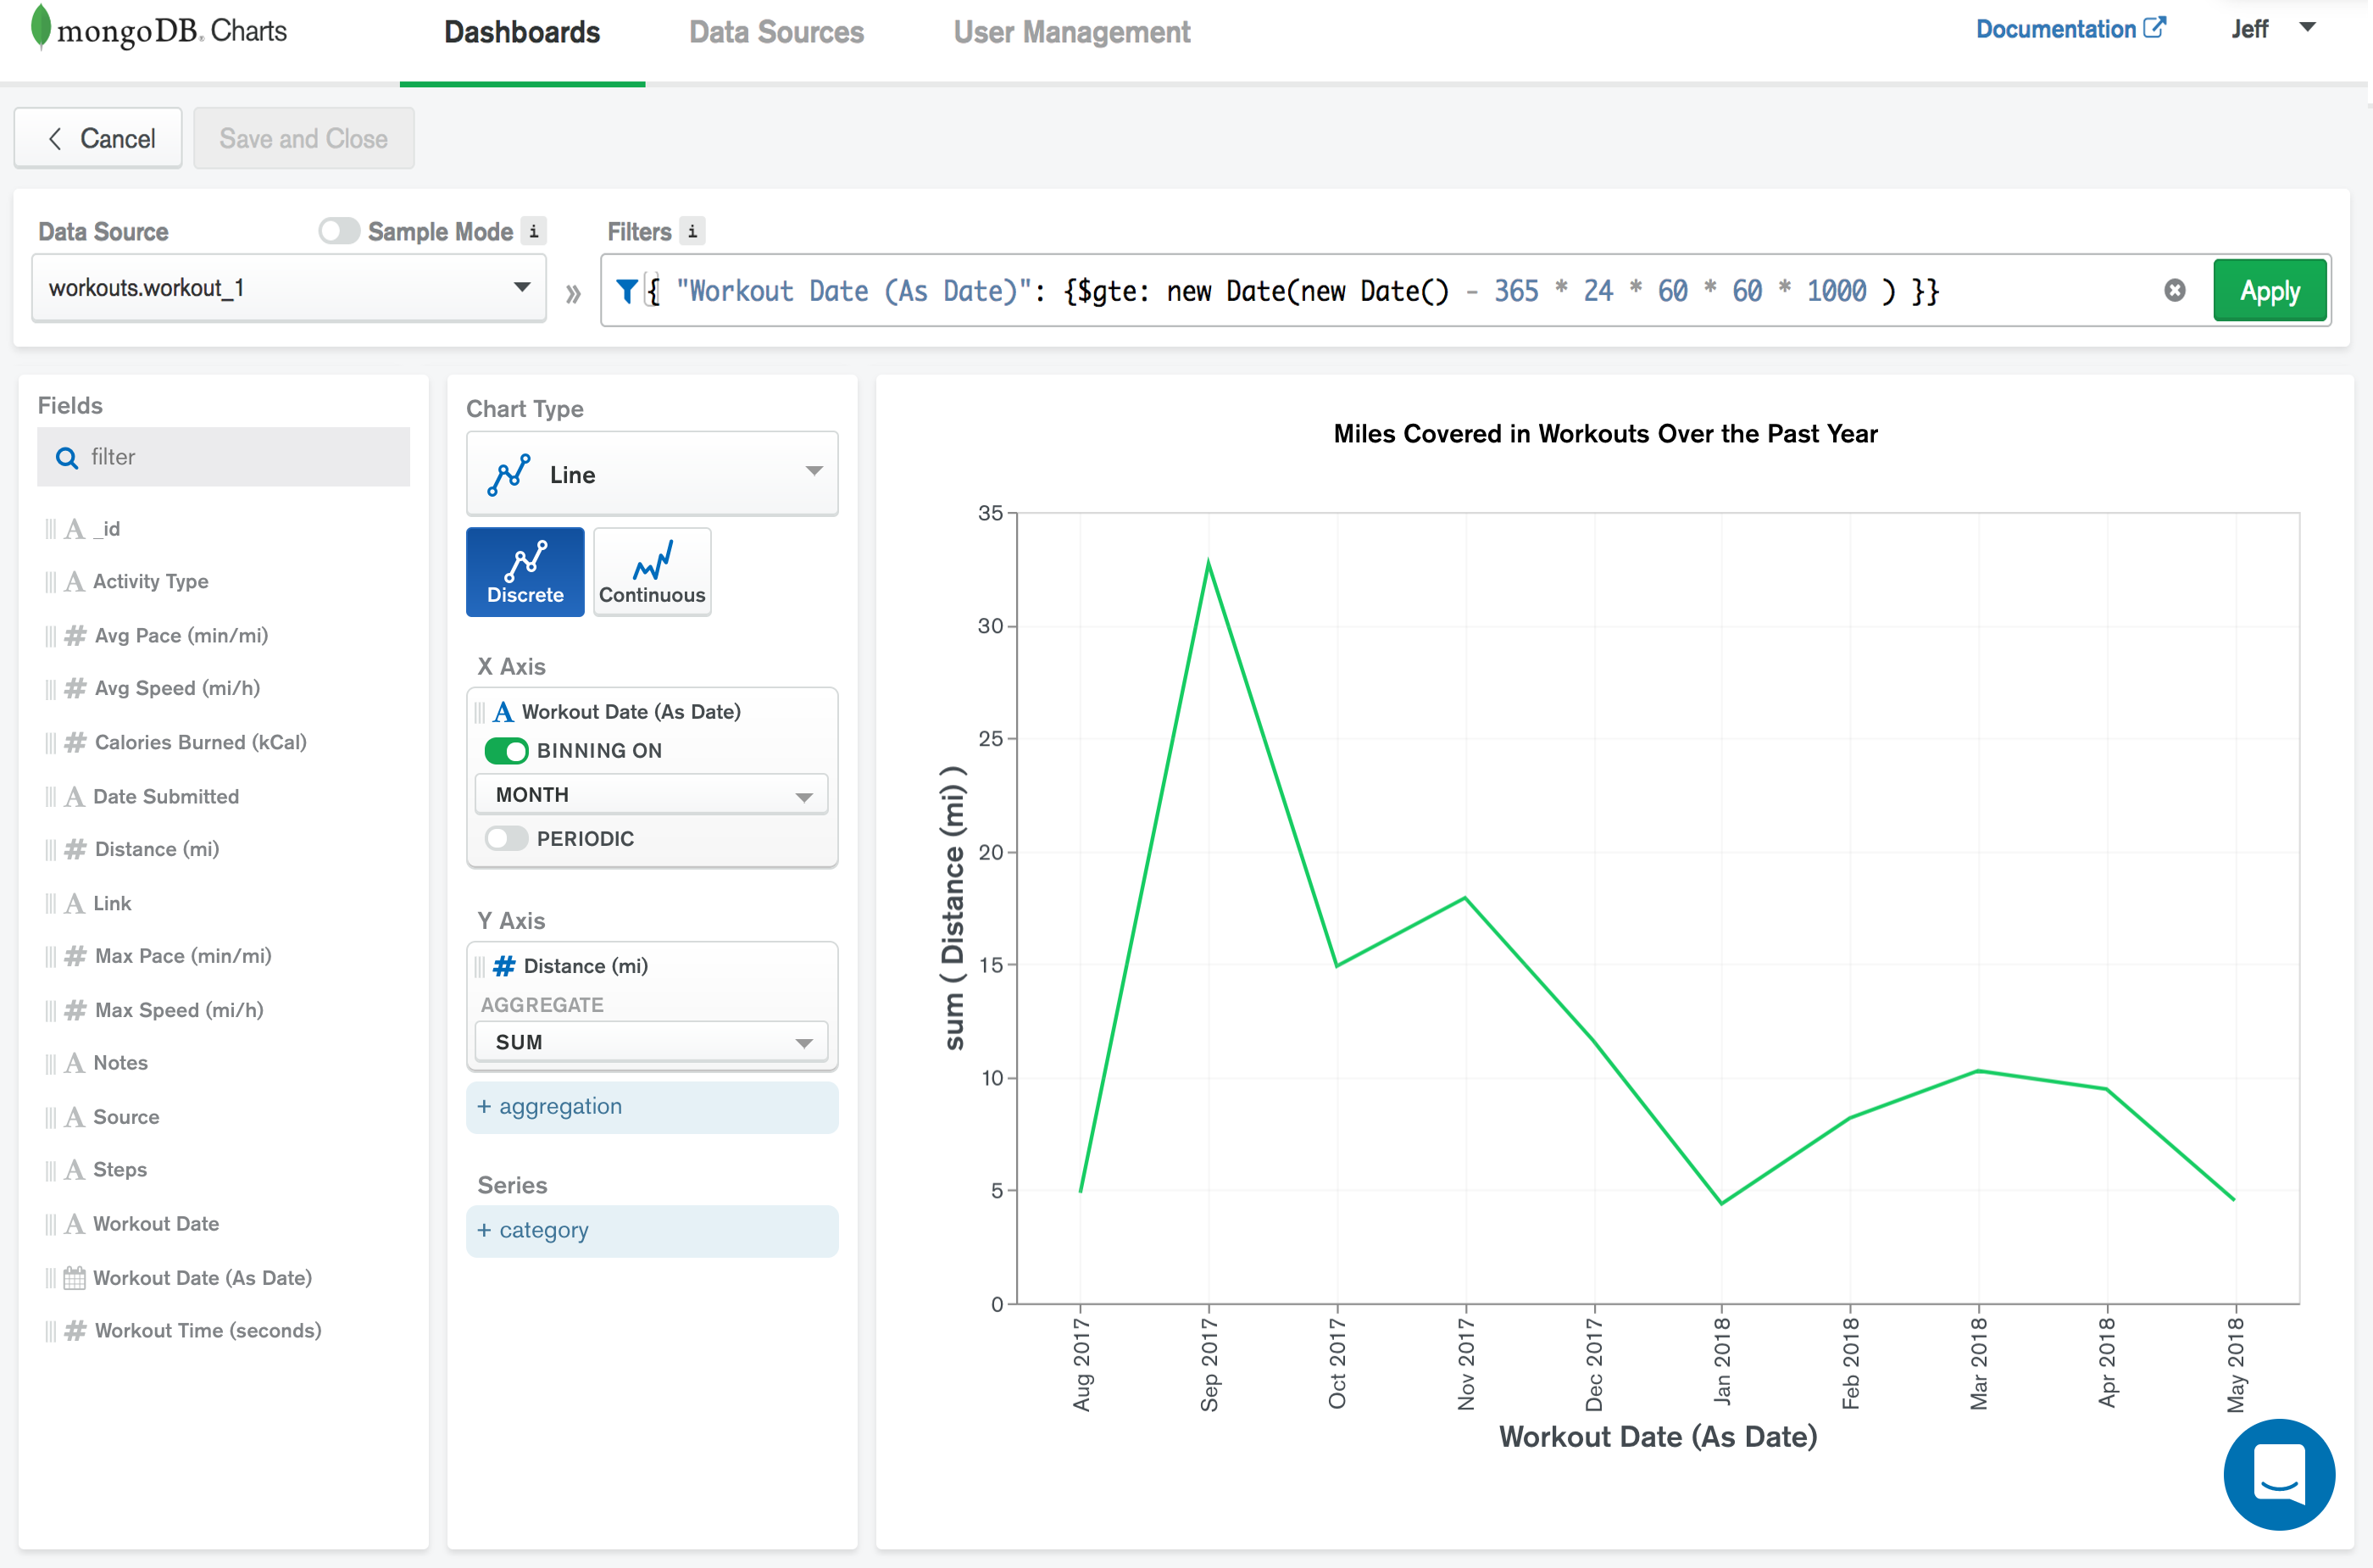 mongoDB. Charts
Dashboards
Data Sources
User Management
Documentation
Jeff
Cancel
Save and Close
Data Source
Sample Mode i
Filters i
workouts.workout_1
»
{ "Workout Date (As Date)": {$gte: new Date(new Date() - 365 * 24 * 60 * 60 * 1000 ) }}
Apply
Fields
filter
A _id
A Activity Type
# Avg Pace (min/mi)
# Avg Speed (mi/h)
# Calories Burned (kCal)
A Date Submitted
# Distance (mi)
A Link
# Max Pace (min/mi)
# Max Speed (mi/h)
A Notes
A Source
A Steps
A Workout Date
Workout Date (As Date)
# Workout Time (seconds)
Chart Type
Line
Discrete
Continuous
X Axis
A Workout Date (As Date)
BINNING ON
MONTH
PERIODIC
Y Axis
# Distance (mi)
AGGREGATE
SUM
+ aggregation
Series
+ category
Miles Covered in Workouts Over the Past Year
sum ( Distance (mi) )
35
30
25
20
15
10
5
0
Aug 2017
Sep 2017
Oct 2017
Nov 2017
Dec 2017
Jan 2018
Feb 2018
Mar 2018
Apr 2018
May 2018
Workout Date (As Date)